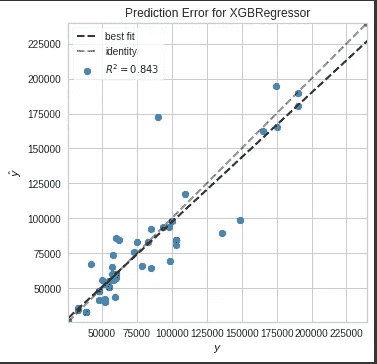 Prediction Error for XGBRegressor
best fit
identity
R² = 0.843
225000
200000
175000
150000
125000
100000
75000
50000
ŷ
50000 75000 100000 125000 150000 175000 200000 225000
y